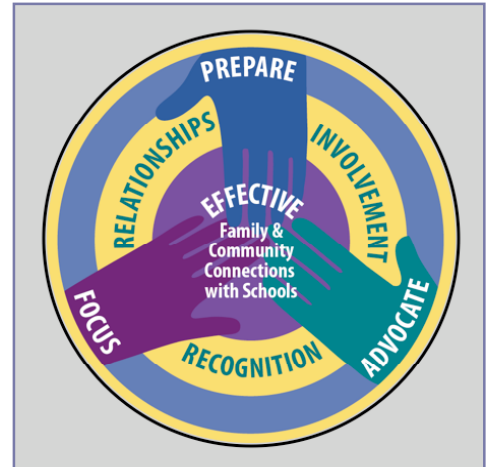 PREPARE
RELATIONSHIPS
INVOLVEMENT
EFFECTIVE
Family &
Community
Connections
with Schools
FOCUS
ADVOCATE
RECOGNITION